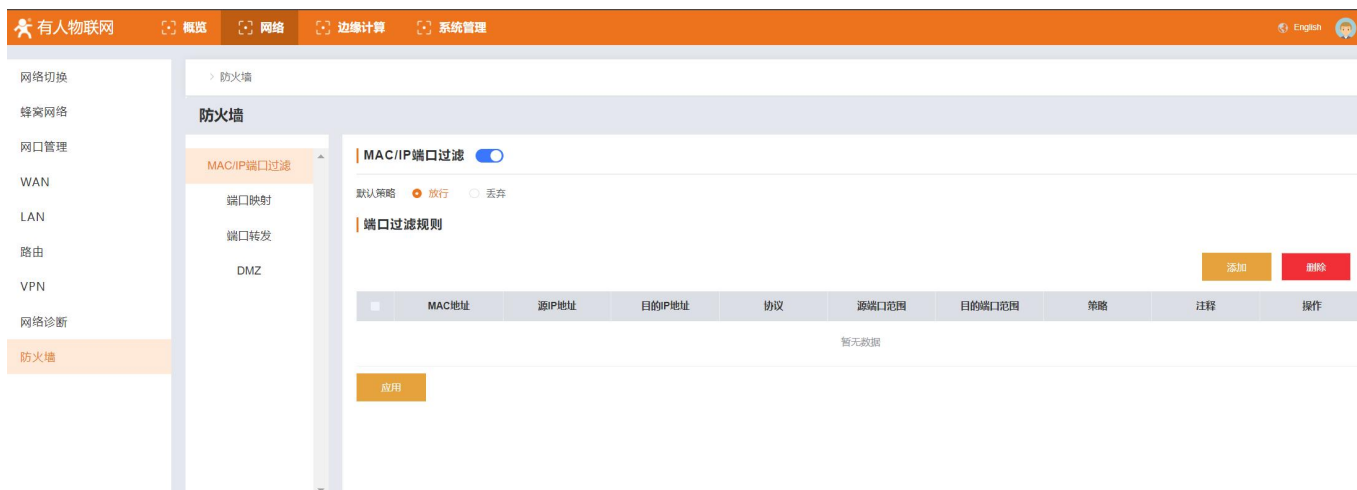 有人物联网 概览 网络 边缘计算 系统管理 English
网络切换
蜂窝网络
网口管理
WAN
LAN
路由
VPN
网络诊断
防火墙
> 防火墙
防火墙
MAC/IP端口过滤
端口映射
端口转发
DMZ
MAC/IP端口过滤
默认策略 放行 丢弃
端口过滤规则
添加 删除
MAC地址 源IP地址 目的IP地址 协议 源端口范围 目的端口范围 策略 注释 操作
暂无数据
应用